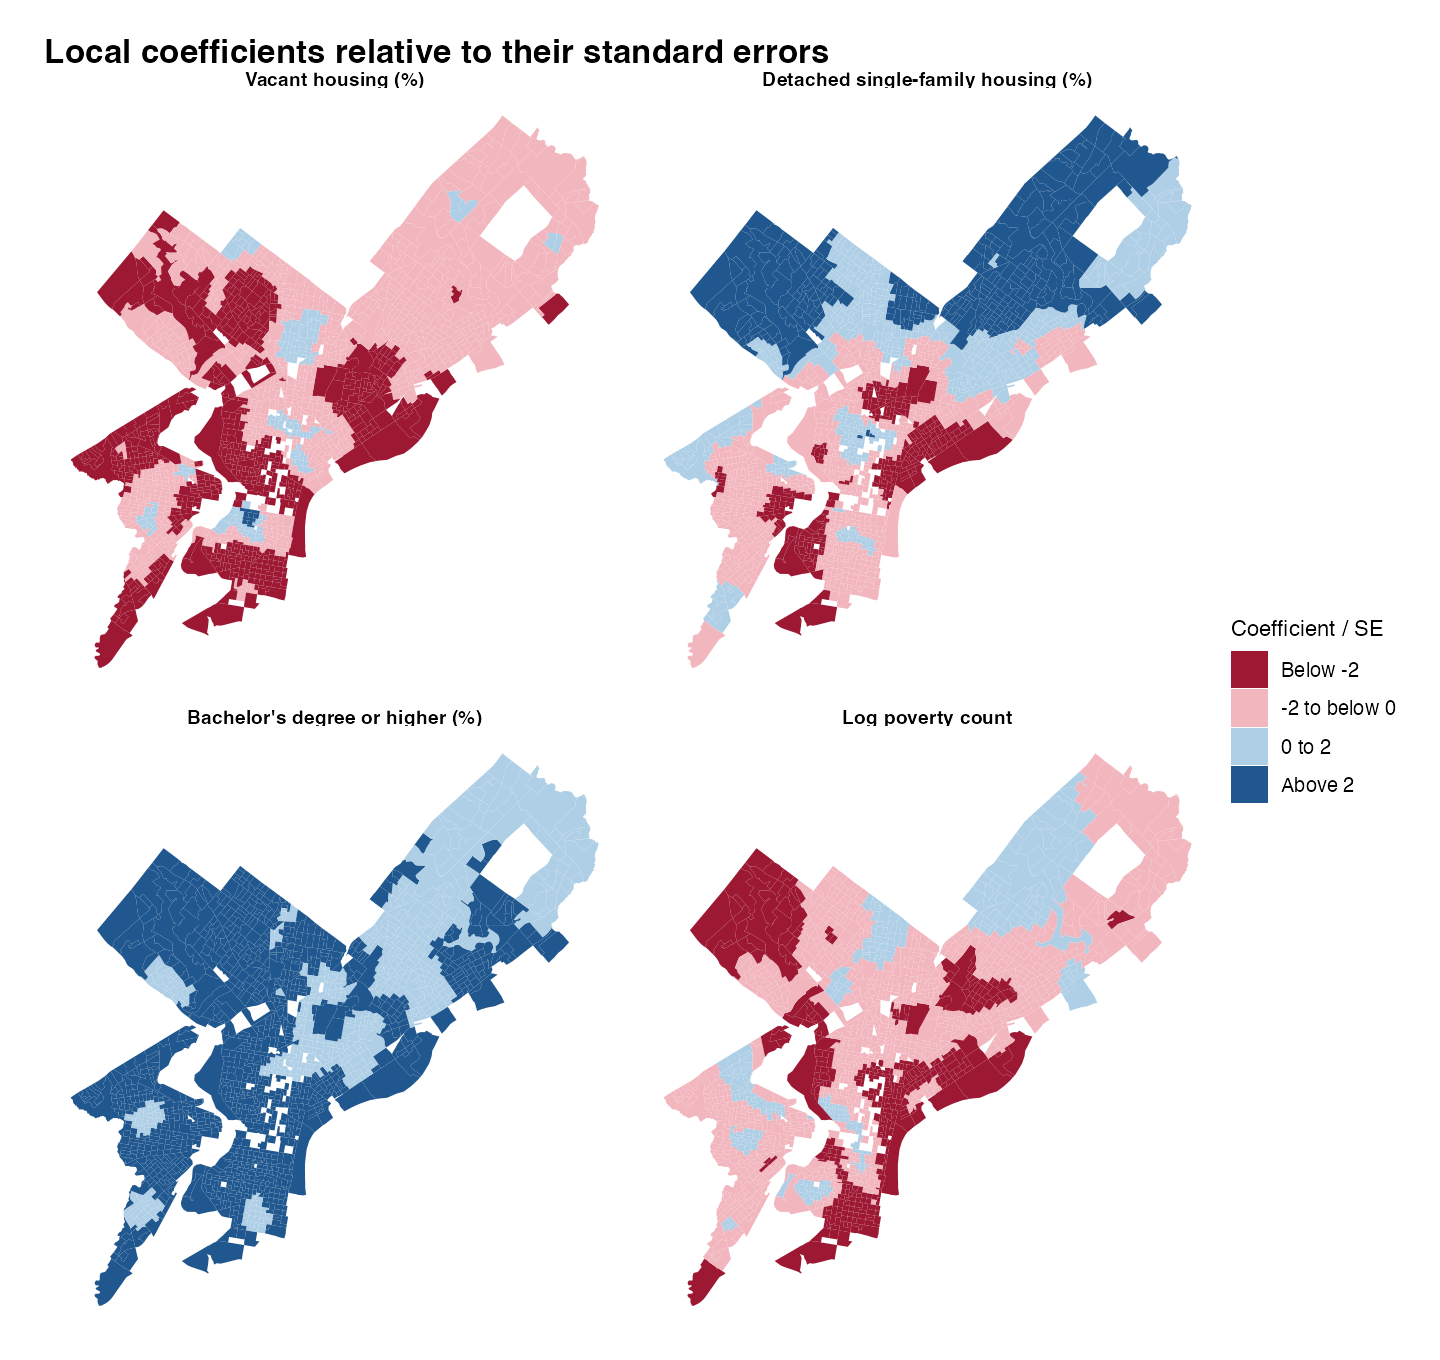 Local coefficients relative to their standard errors
Vacant housing (%)
Detached single-family housing (%)
Bachelor's degree or higher (%)
Log poverty count
Coefficient / SE
Below -2
-2 to below 0
0 to 2
Above 2